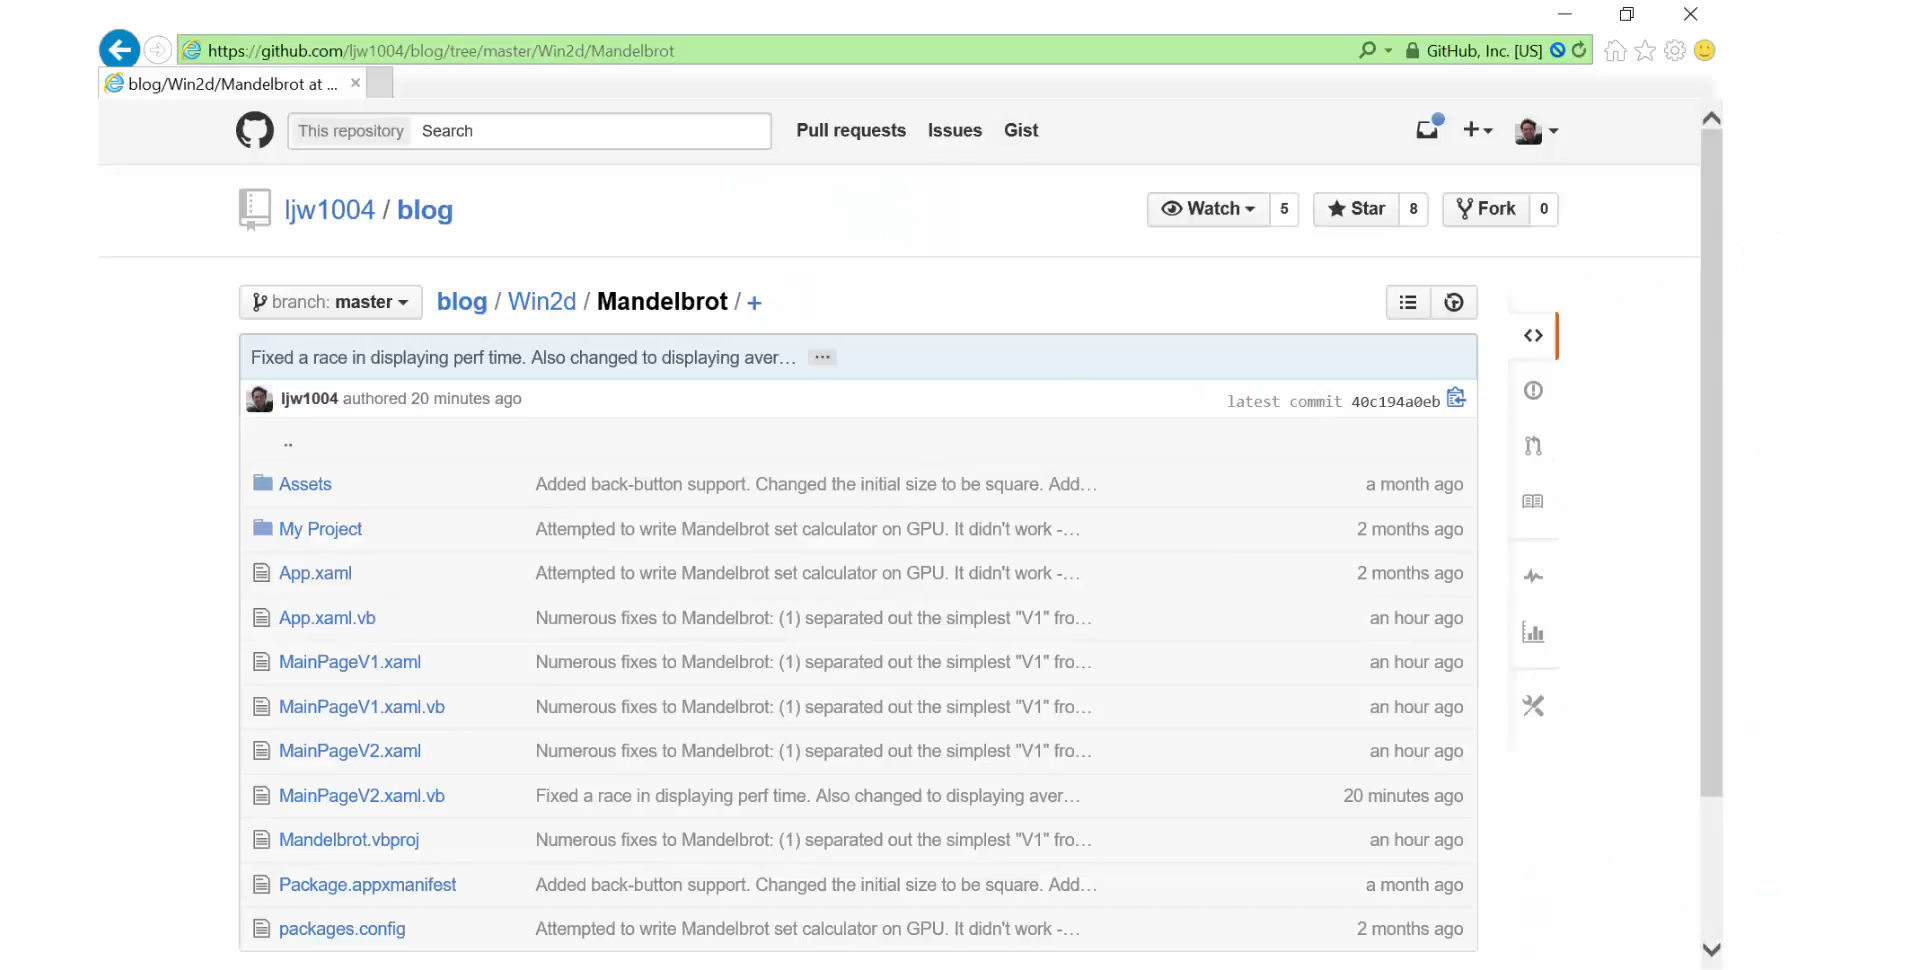 https://github.com/ljw1004/blog/tree/master/Win2d/Mandelbrot GitHub, Inc. [US]
blog/Win2d/Mandelbrot at ...
This repository Search Pull requests Issues Gist
ljw1004 / blog Watch 5 Star 8 Fork 0
branch: master blog / Win2d / Mandelbrot / +
Fixed a race in displaying perf time. Also changed to displaying aver… …
ljw1004 authored 20 minutes ago latest commit 40c194a0eb
..
Assets Added back-button support. Changed the initial size to be square. Add… a month ago
My Project Attempted to write Mandelbrot set calculator on GPU. It didn't work -… 2 months ago
App.xaml Attempted to write Mandelbrot set calculator on GPU. It didn't work -… 2 months ago
App.xaml.vb Numerous fixes to Mandelbrot: (1) separated out the simplest "V1" fro… an hour ago
MainPageV1.xaml Numerous fixes to Mandelbrot: (1) separated out the simplest "V1" fro… an hour ago
MainPageV1.xaml.vb Numerous fixes to Mandelbrot: (1) separated out the simplest "V1" fro… an hour ago
MainPageV2.xaml Numerous fixes to Mandelbrot: (1) separated out the simplest "V1" fro… an hour ago
MainPageV2.xaml.vb Fixed a race in displaying perf time. Also changed to displaying aver… 20 minutes ago
Mandelbrot.vbproj Numerous fixes to Mandelbrot: (1) separated out the simplest "V1" fro… an hour ago
Package.appxmanifest Added back-button support. Changed the initial size to be square. Add… a month ago
packages.config Attempted to write Mandelbrot set calculator on GPU. It didn't work -… 2 months ago